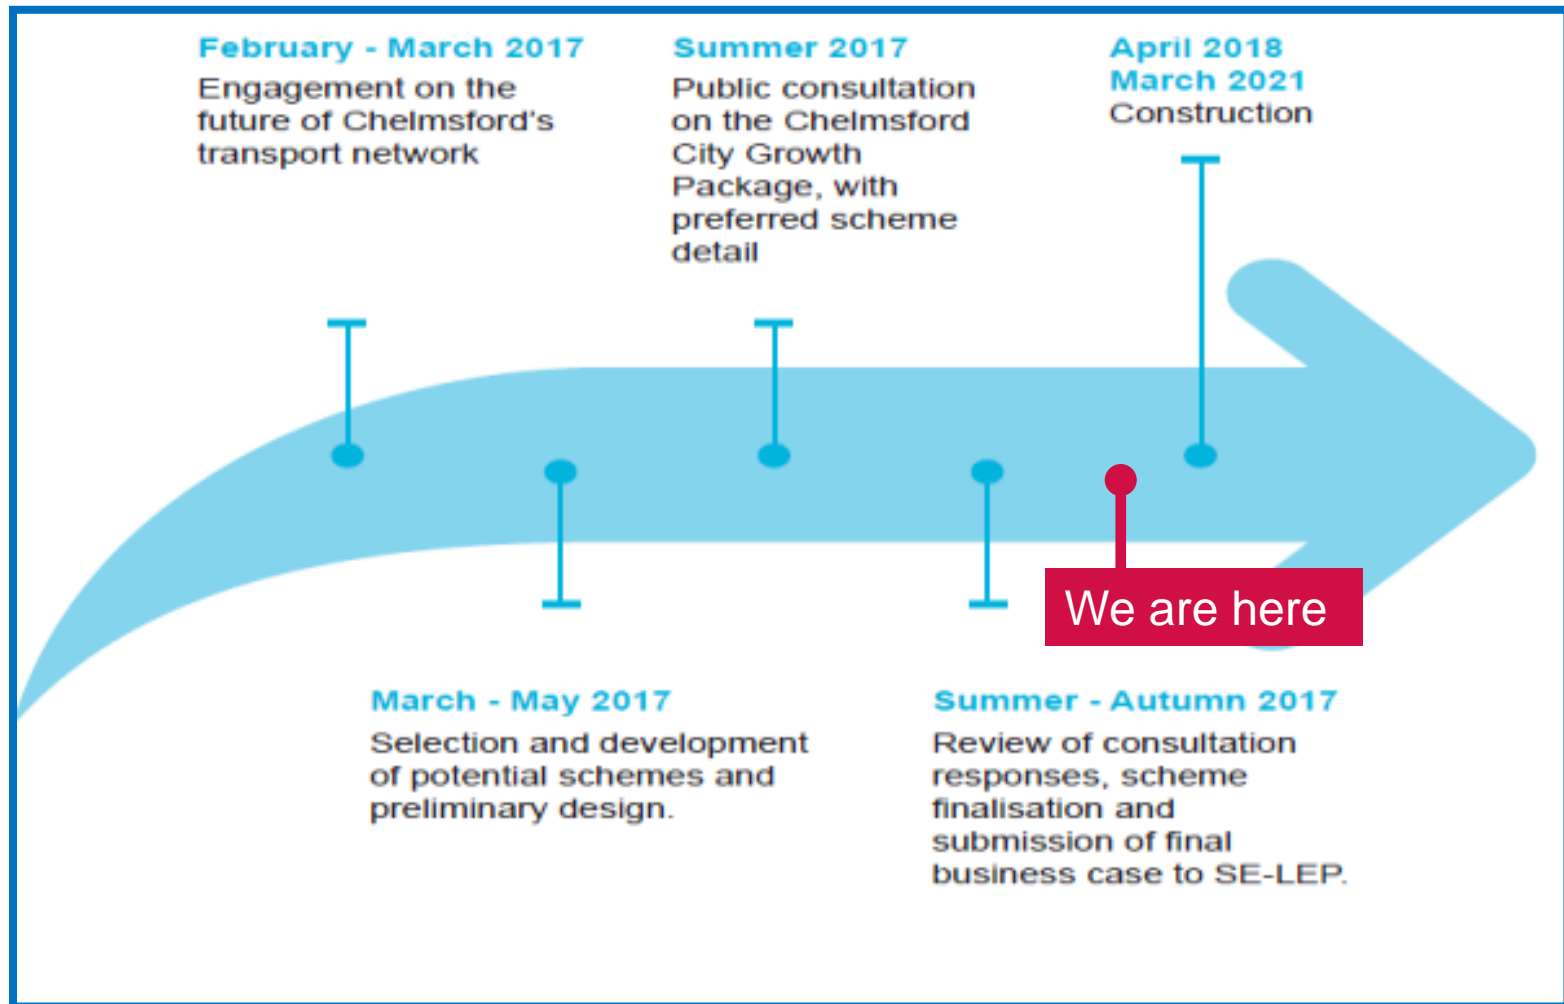 February - March 2017
Engagement on the
future of Chelmsford's
transport network
Summer 2017
Public consultation
on the Chelmsford
City Growth
Package, with
preferred scheme
detail
April 2018
March 2021
Construction
We are here
March - May 2017
Selection and development
of potential schemes and
preliminary design.
Summer - Autumn 2017
Review of consultation
responses, scheme
finalisation and
submission of final
business case to SE-LEP.